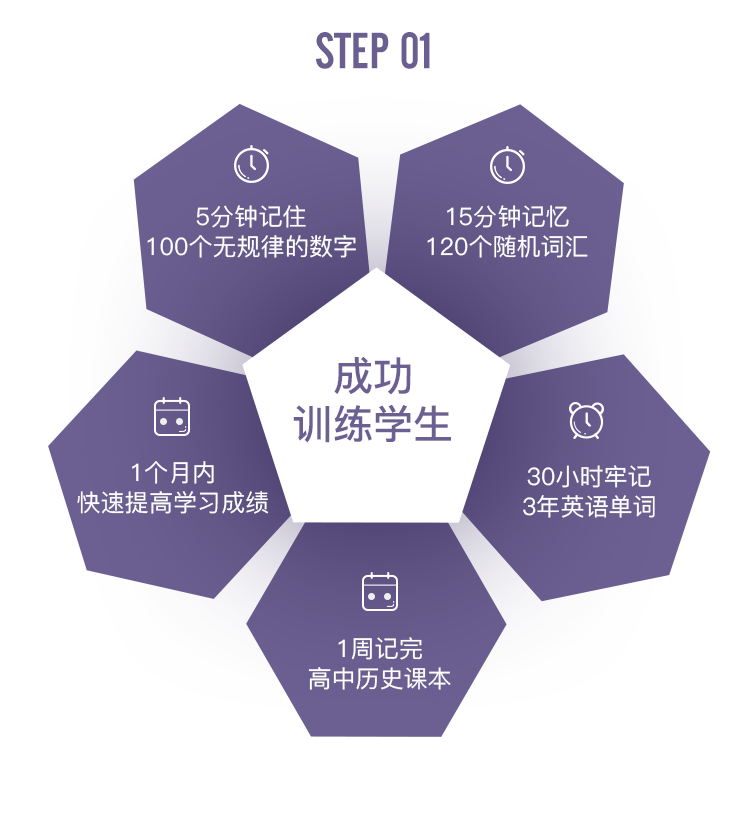 STEP 01
5分钟记住
100个无规律的数字
15分钟记忆
120个随机词汇
成功
训练学生
1个月内
快速提高学习成绩
30小时牢记
3年英语单词
1周记完
高中历史课本